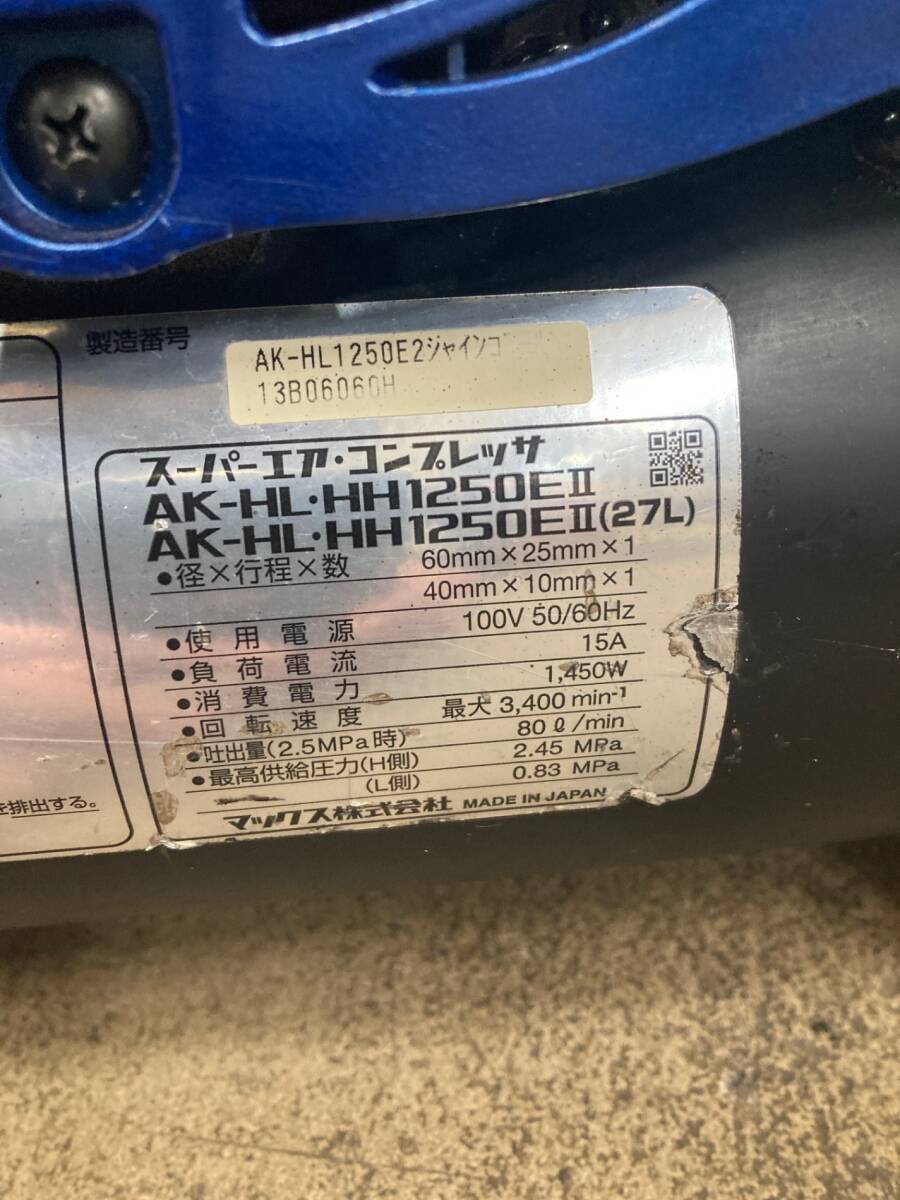 製造番号
AK-HL1250E2シャインゴ
13B06060H
スーパーエア・コンプレッサ
AK-HL・HH1250EⅡ
AK-HL・HH1250EⅡ(27L)
●径×行程×数 60mm×25mm×1
40mm×10mm×1
●使用電源 100V 50/60Hz
●負荷電流 15A
●消費電力 1,450W
●回転速度 最大 3,400 min⁻¹
●吐出量(2.5MPa時) 80ℓ/min
●最高供給圧力(H側) 2.45 MPa
(L側) 0.83 MPa
マックス株式会社 MADE IN JAPAN
を排出する。